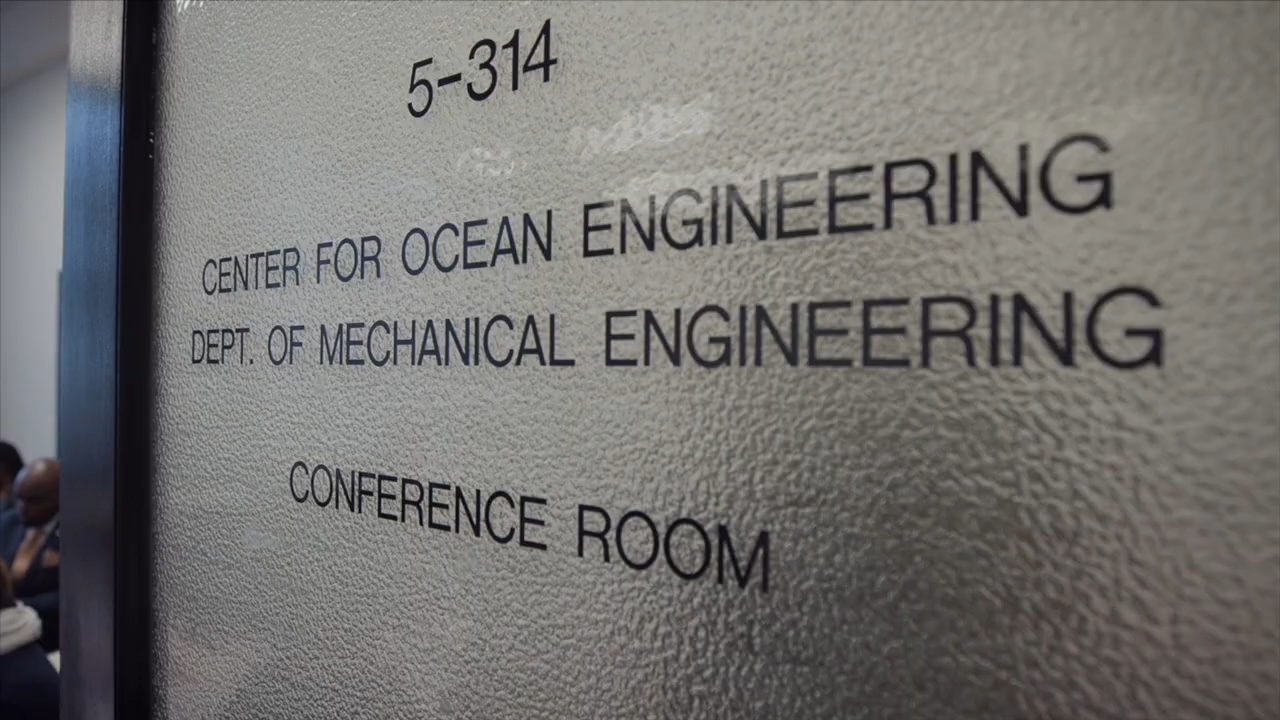 5-314
CENTER FOR OCEAN ENGINEERING
DEPT. OF MECHANICAL ENGINEERING
CONFERENCE ROOM